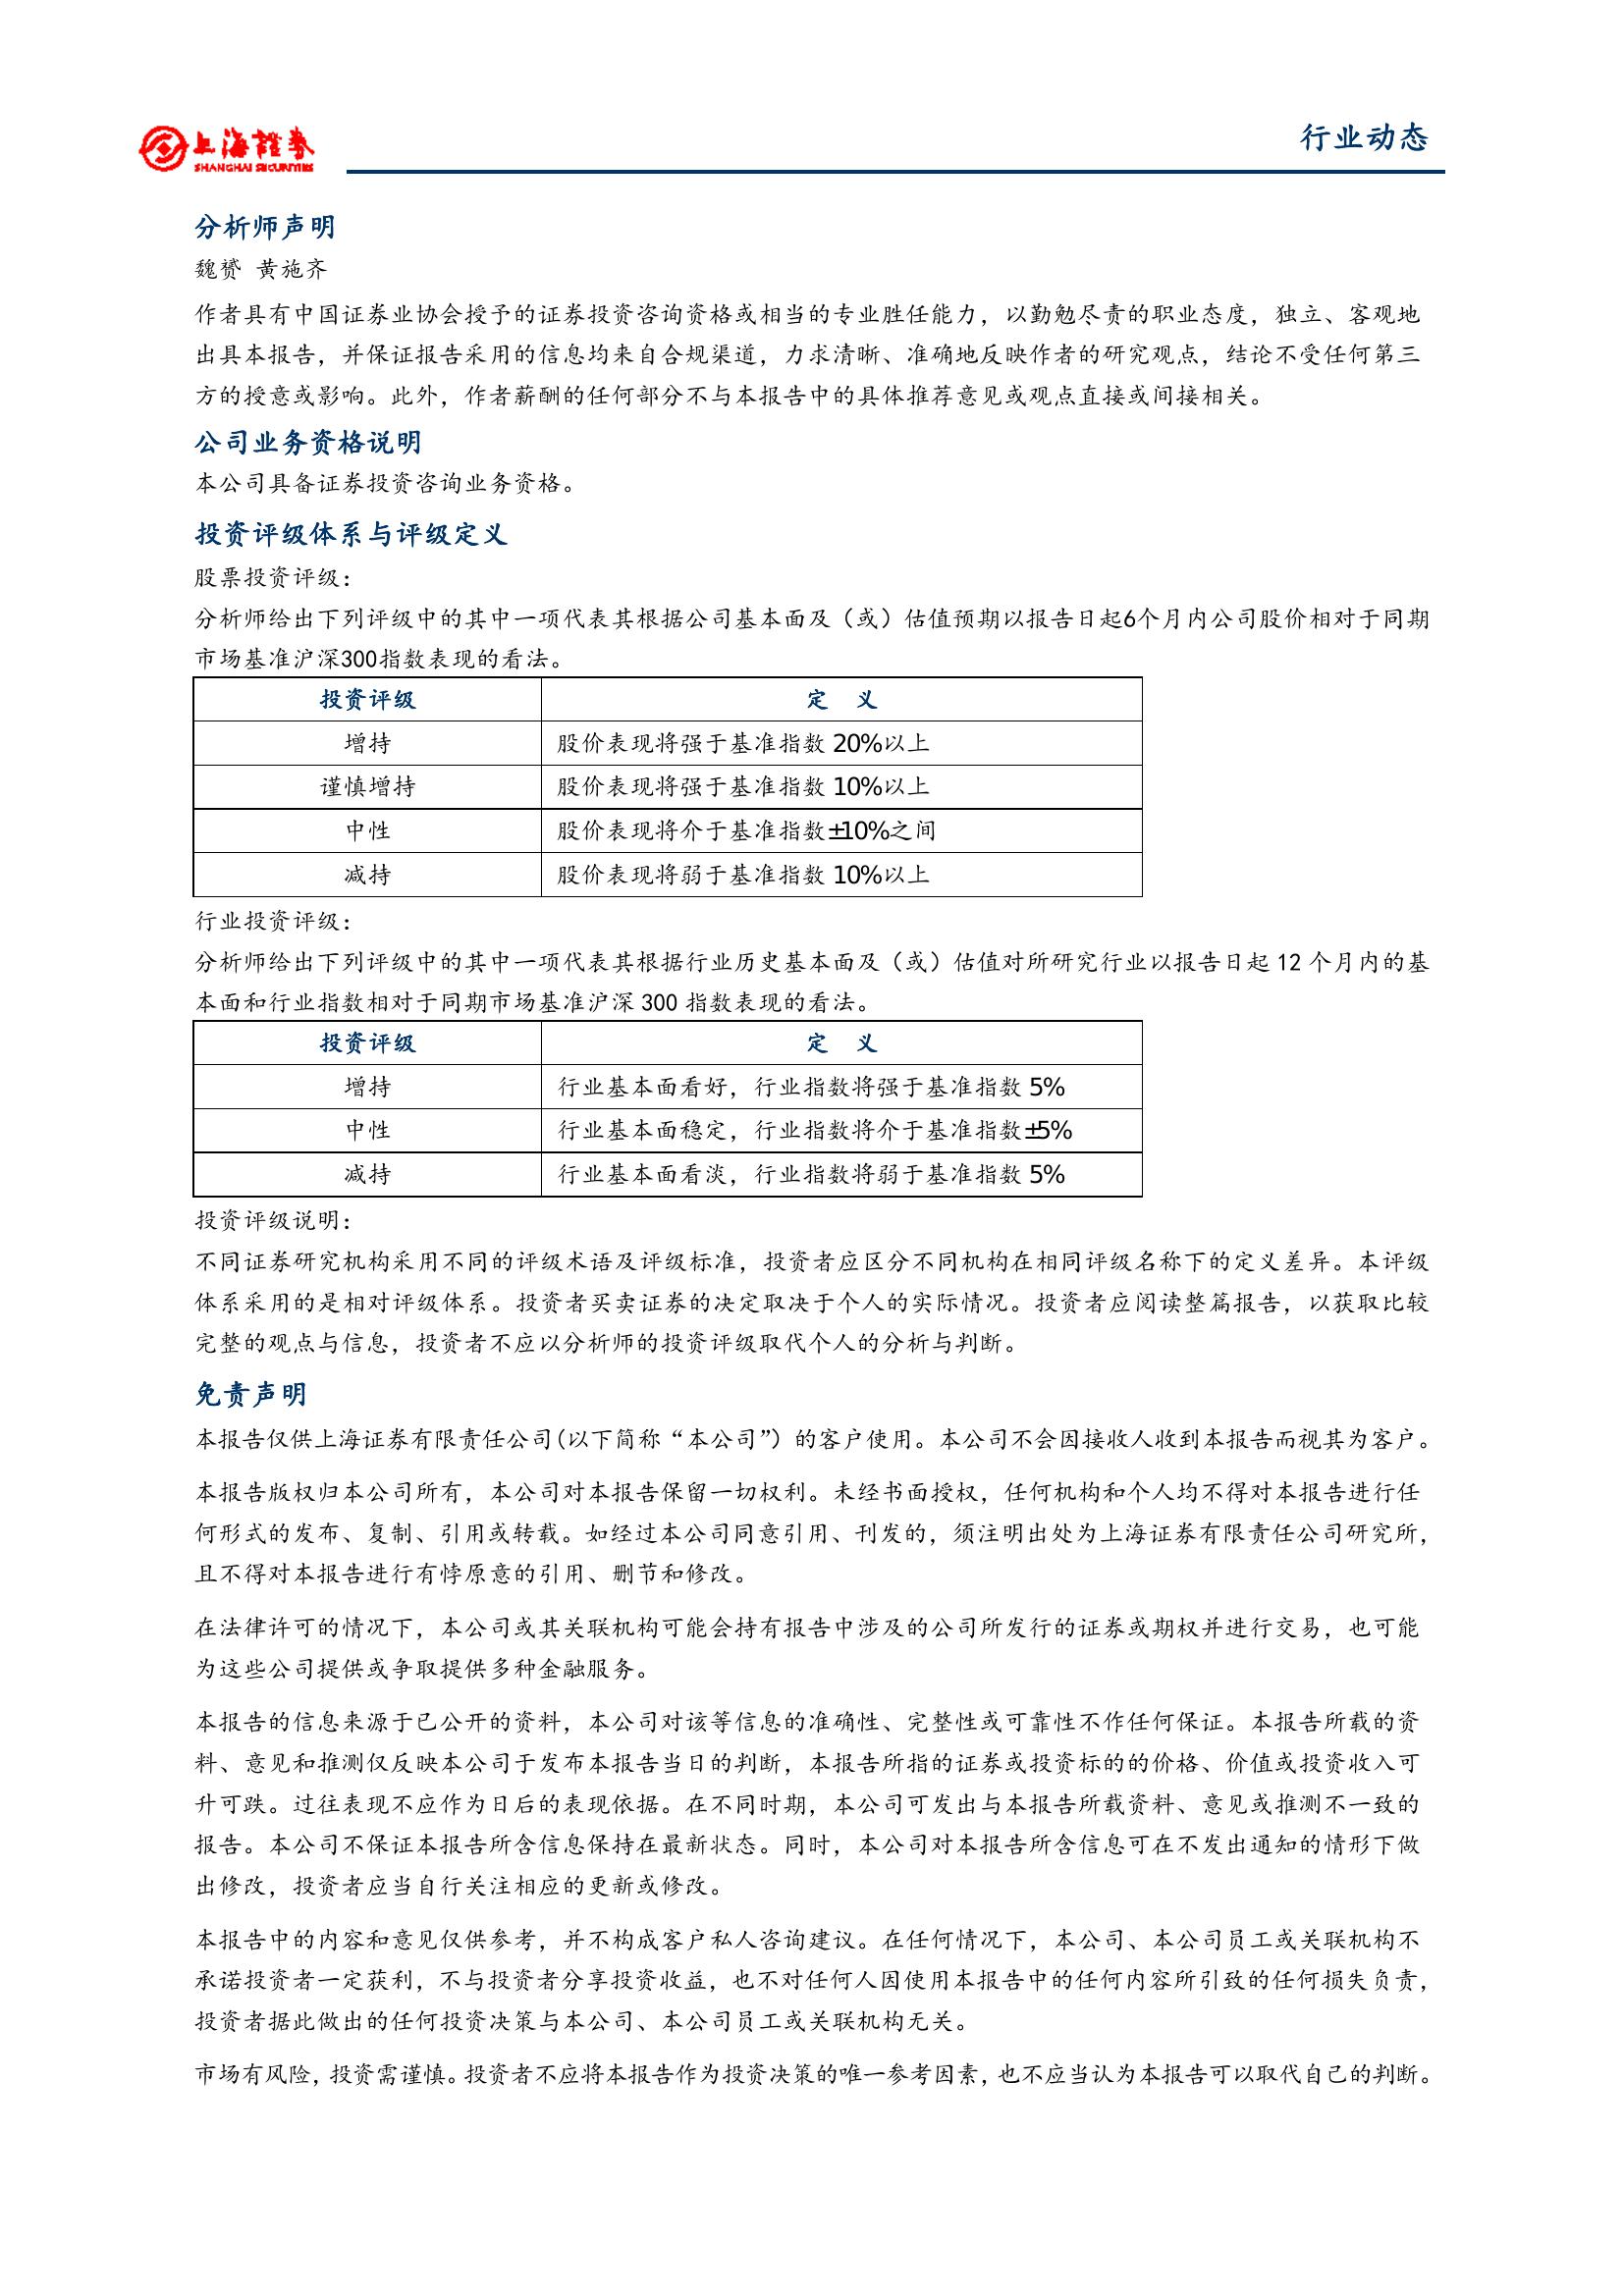 上海證券
SHANGHAI SECURITIES
行业动态
分析师声明
魏赟 黄施齐
作者具有中国证券业协会授予的证券投资咨询资格或相当的专业胜任能力，以勤勉尽责的职业态度，独立、客观地
出具本报告，并保证报告采用的信息均来自合规渠道，力求清晰、准确地反映作者的研究观点，结论不受任何第三
方的授意或影响。此外，作者薪酬的任何部分不与本报告中的具体推荐意见或观点直接或间接相关。
公司业务资格说明
本公司具备证券投资咨询业务资格。
投资评级体系与评级定义
股票投资评级：
分析师给出下列评级中的其中一项代表其根据公司基本面及（或）估值预期以报告日起6个月内公司股价相对于同期
市场基准沪深300指数表现的看法。
投资评级 定 义
增持 股价表现将强于基准指数 20%以上
谨慎增持 股价表现将强于基准指数 10%以上
中性 股价表现将介于基准指数±10%之间
减持 股价表现将弱于基准指数 10%以上
行业投资评级：
分析师给出下列评级中的其中一项代表其根据行业历史基本面及（或）估值对所研究行业以报告日起 12 个月内的基
本面和行业指数相对于同期市场基准沪深 300 指数表现的看法。
投资评级 定 义
增持 行业基本面看好，行业指数将强于基准指数 5%
中性 行业基本面稳定，行业指数将介于基准指数±5%
减持 行业基本面看淡，行业指数将弱于基准指数 5%
投资评级说明：
不同证券研究机构采用不同的评级术语及评级标准，投资者应区分不同机构在相同评级名称下的定义差异。本评级
体系采用的是相对评级体系。投资者买卖证券的决定取决于个人的实际情况。投资者应阅读整篇报告，以获取比较
完整的观点与信息，投资者不应以分析师的投资评级取代个人的分析与判断。
免责声明
本报告仅供上海证券有限责任公司(以下简称“本公司”）的客户使用。本公司不会因接收人收到本报告而视其为客户。
本报告版权归本公司所有，本公司对本报告保留一切权利。未经书面授权，任何机构和个人均不得对本报告进行任
何形式的发布、复制、引用或转载。如经过本公司同意引用、刊发的，须注明出处为上海证券有限责任公司研究所，
且不得对本报告进行有悖原意的引用、删节和修改。
在法律许可的情况下，本公司或其关联机构可能会持有报告中涉及的公司所发行的证券或期权并进行交易，也可能
为这些公司提供或争取提供多种金融服务。
本报告的信息来源于已公开的资料，本公司对该等信息的准确性、完整性或可靠性不作任何保证。本报告所载的资
料、意见和推测仅反映本公司于发布本报告当日的判断，本报告所指的证券或投资标的的价格、价值或投资收入可
升可跌。过往表现不应作为日后的表现依据。在不同时期，本公司可发出与本报告所载资料、意见或推测不一致的
报告。本公司不保证本报告所含信息保持在最新状态。同时，本公司对本报告所含信息可在不发出通知的情形下做
出修改，投资者应当自行关注相应的更新或修改。
本报告中的内容和意见仅供参考，并不构成客户私人咨询建议。在任何情况下，本公司、本公司员工或关联机构不
承诺投资者一定获利，不与投资者分享投资收益，也不对任何人因使用本报告中的任何内容所引致的任何损失负责，
投资者据此做出的任何投资决策与本公司、本公司员工或关联机构无关。
市场有风险，投资需谨慎。投资者不应将本报告作为投资决策的唯一参考因素，也不应当认为本报告可以取代自己的判断。